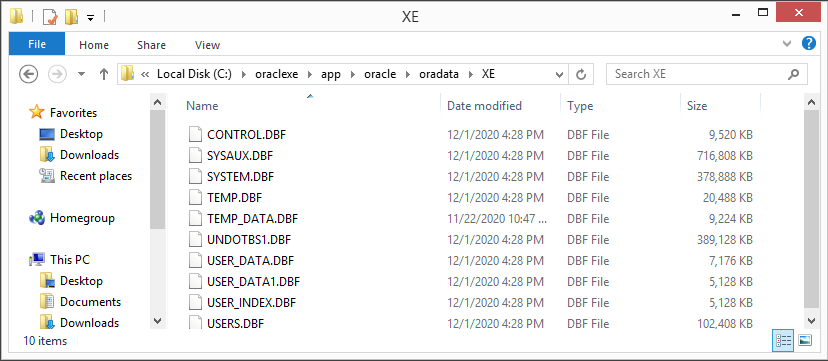 XE
File Home Share View
Local Disk (C:) oraclexe app oracle oradata XE Search XE
Favorites
Desktop
Downloads
Recent places
Homegroup
This PC
Desktop
Documents
Downloads
Name Date modified Type Size
CONTROL.DBF 12/1/2020 4:28 PM DBF File 9,520 KB
SYSAUX.DBF 12/1/2020 4:28 PM DBF File 716,808 KB
SYSTEM.DBF 12/1/2020 4:28 PM DBF File 378,888 KB
TEMP.DBF 12/1/2020 4:28 PM DBF File 20,488 KB
TEMP_DATA.DBF 11/22/2020 10:47 ... DBF File 9,224 KB
UNDOTBS1.DBF 12/1/2020 4:28 PM DBF File 389,128 KB
USER_DATA.DBF 12/1/2020 4:28 PM DBF File 7,176 KB
USER_DATA1.DBF 12/1/2020 4:28 PM DBF File 5,128 KB
USER_INDEX.DBF 12/1/2020 4:28 PM DBF File 5,128 KB
USERS.DBF 12/1/2020 4:28 PM DBF File 102,408 KB
10 items